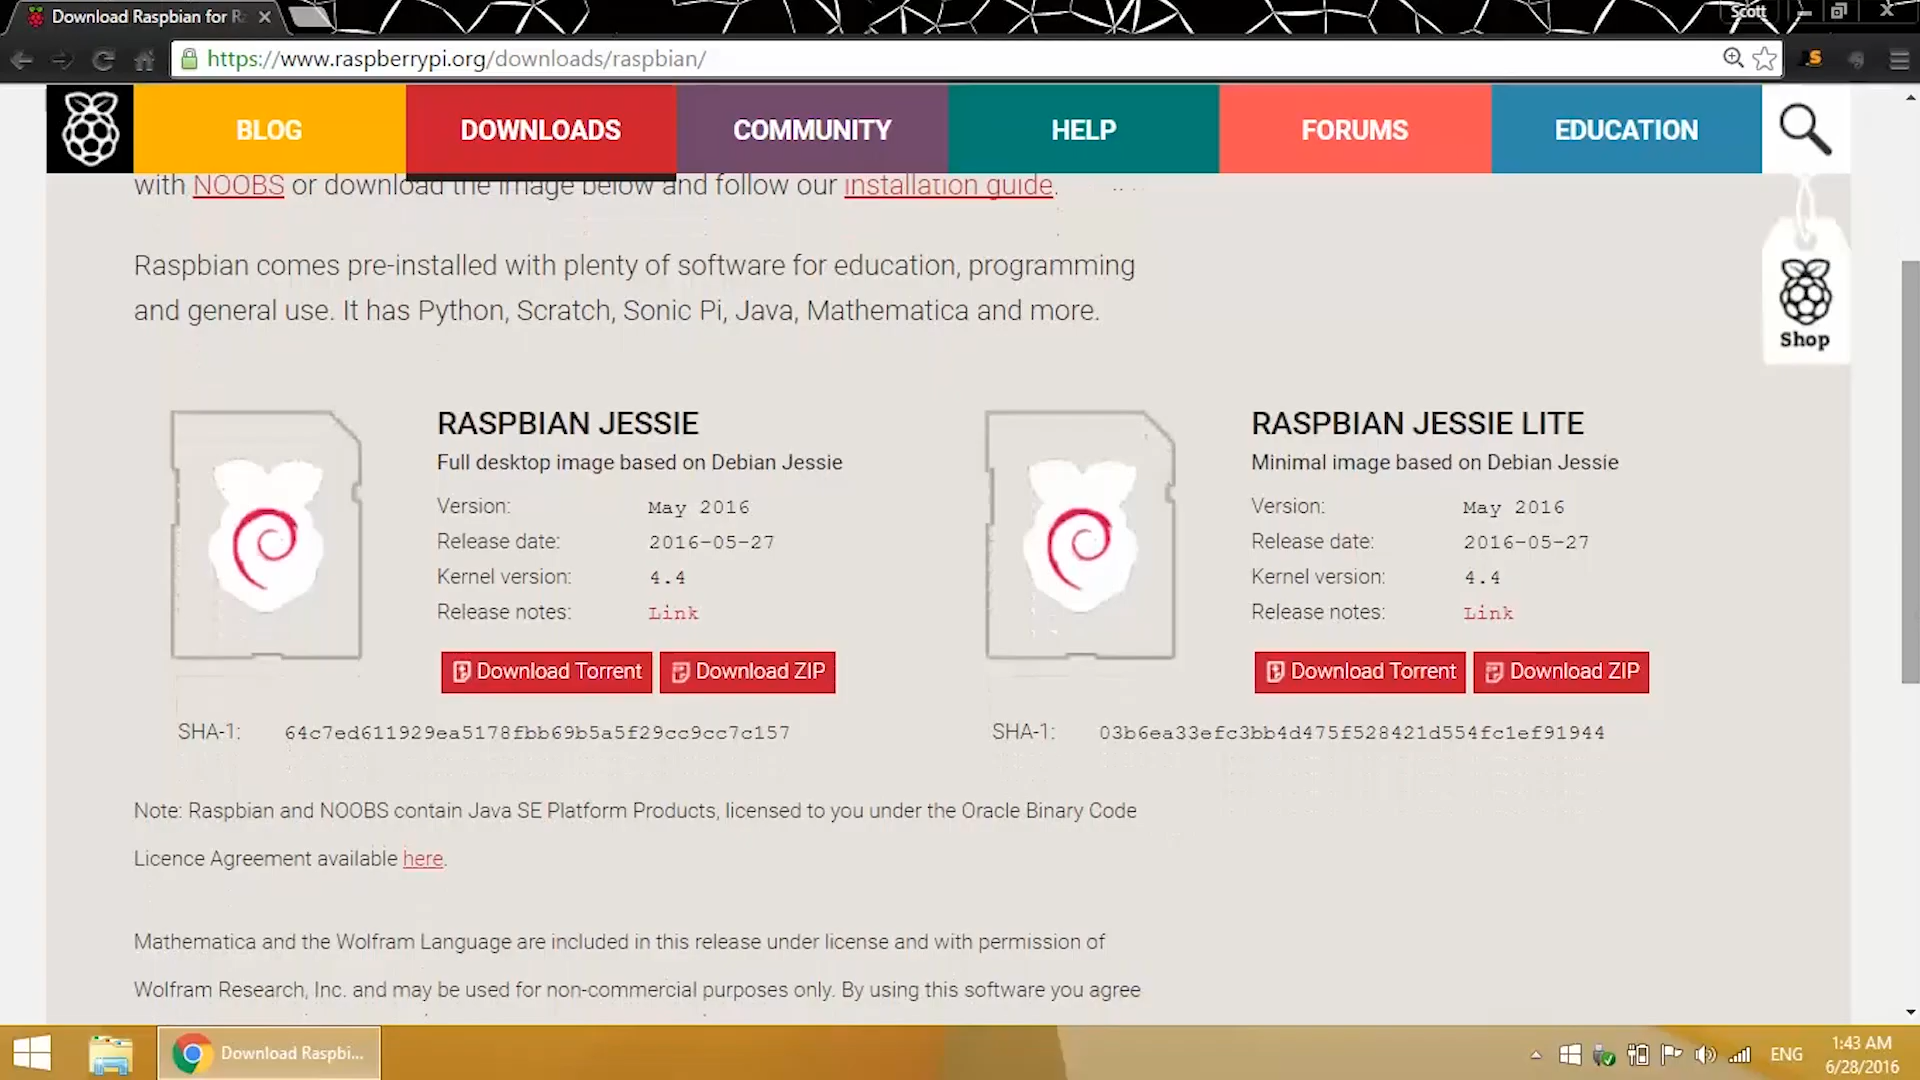 Download Raspbian for Ra
Scott
https://www.raspberrypi.org/downloads/raspbian/
S
BLOG
DOWNLOADS
COMMUNITY
HELP
FORUMS
EDUCATION
with NOOBS or download the image below and follow our installation guide.
Raspbian comes pre-installed with plenty of software for education, programming
and general use. It has Python, Scratch, Sonic Pi, Java, Mathematica and more.
Shop
RASPBIAN JESSIE
Full desktop image based on Debian Jessie
Version: May 2016
Release date: 2016-05-27
Kernel version: 4.4
Release notes: Link
Download Torrent
Download ZIP
SHA-1: 64c7ed611929ea5178fbb69b5a5f29cc9cc7c157
RASPBIAN JESSIE LITE
Minimal image based on Debian Jessie
Version: May 2016
Release date: 2016-05-27
Kernel version: 4.4
Release notes: Link
Download Torrent
Download ZIP
SHA-1: 03b6ea33efc3bb4d475f528421d554fc1ef91944
Note: Raspbian and NOOBS contain Java SE Platform Products, licensed to you under the Oracle Binary Code
Licence Agreement available here.
Mathematica and the Wolfram Language are included in this release under license and with permission of
Wolfram Research, Inc. and may be used for non-commercial purposes only. By using this software you agree
Download Raspbi...
ENG
1:43 AM
6/28/2016